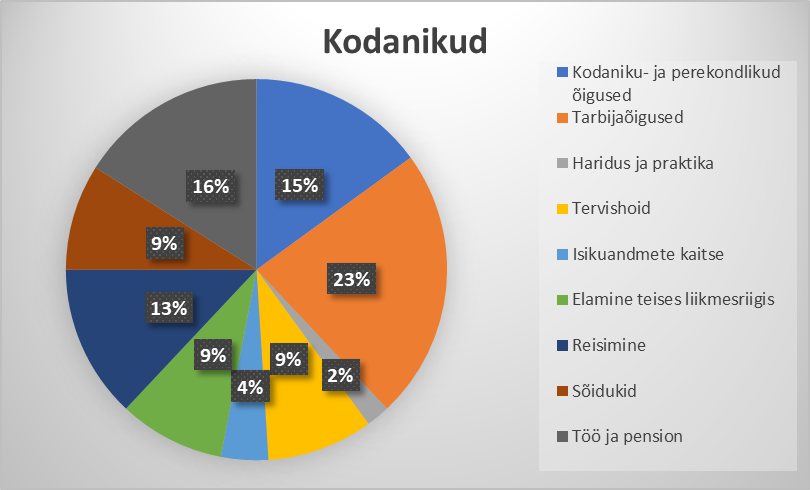 Kodanikud
15%
23%
2%
9%
4%
9%
13%
9%
16%
Kodaniku- ja perekondlikud
õigused
Tarbijaõigused
Haridus ja praktika
Tervishoid
Isikuandmete kaitse
Elamine teises liikmesriigis
Reisimine
Sõidukid
Töö ja pension